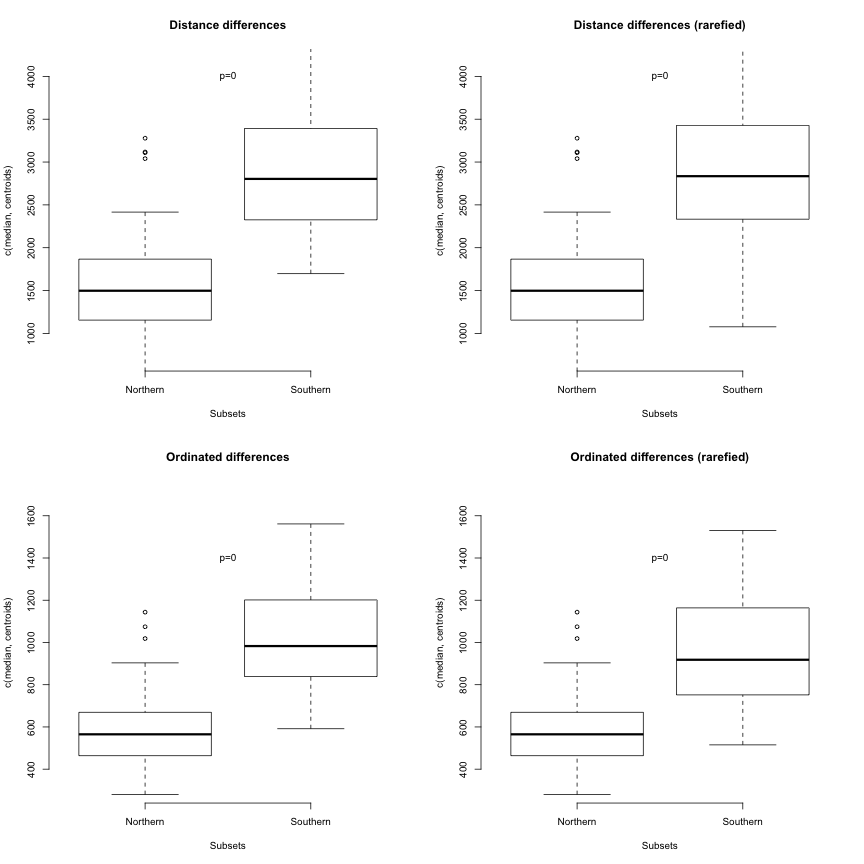 Distance differences
p=0
c(median, centroids)
4000
3500
3000
2500
2000
1500
1000
Northern
Southern
Subsets
Distance differences (rarefied)
p=0
c(median, centroids)
4000
3500
3000
2500
2000
1500
1000
Northern
Southern
Subsets
Ordinated differences
p=0
c(median, centroids)
1600
1400
1200
1000
800
600
400
Northern
Southern
Subsets
Ordinated differences (rarefied)
p=0
c(median, centroids)
1600
1400
1200
1000
800
600
400
Northern
Southern
Subsets